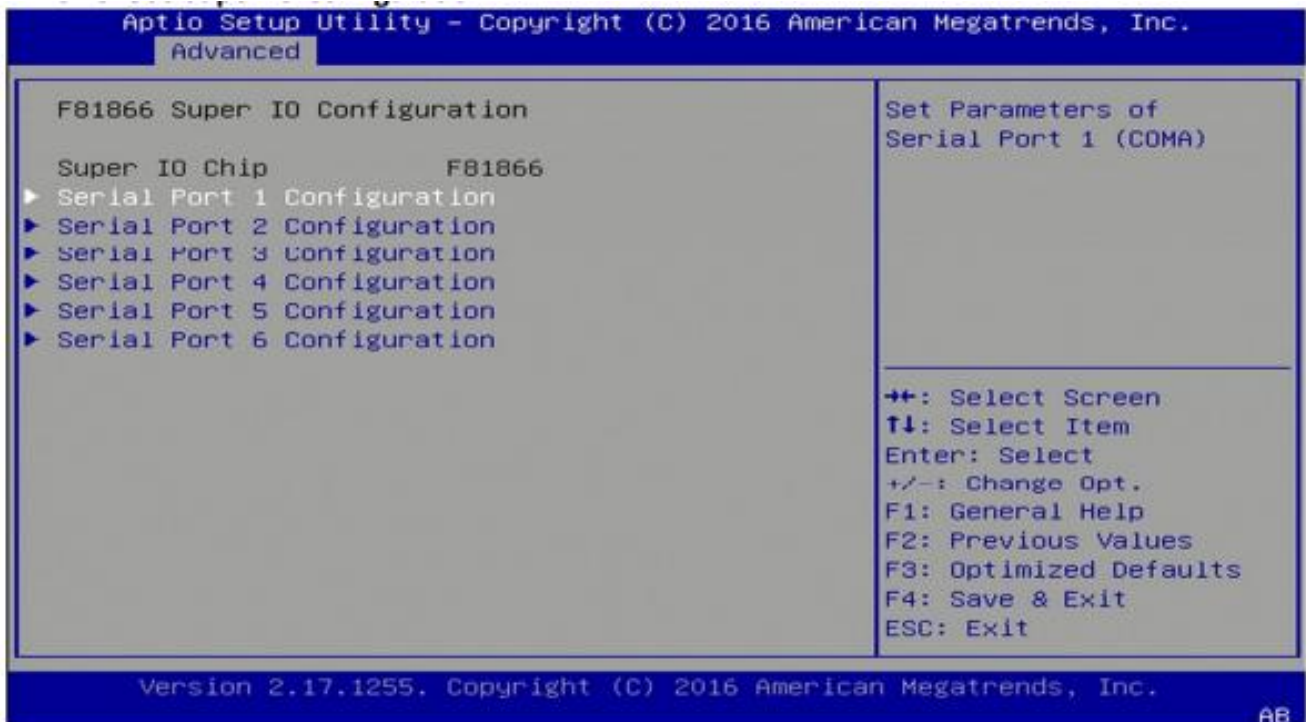 Aptio Setup Utility – Copyright (C) 2016 American Megatrends, Inc.
Advanced
F81866 Super IO Configuration
Super IO Chip F81866
▶ Serial Port 1 Configuration
▶ Serial Port 2 Configuration
▶ Serial Port 3 Configuration
▶ Serial Port 4 Configuration
▶ Serial Port 5 Configuration
▶ Serial Port 6 Configuration
Set Parameters of
Serial Port 1 (COMA)
→←: Select Screen
↑↓: Select Item
Enter: Select
+/-: Change Opt.
F1: General Help
F2: Previous Values
F3: Optimized Defaults
F4: Save & Exit
ESC: Exit
Version 2.17.1255. Copyright (C) 2016 American Megatrends, Inc.
AB